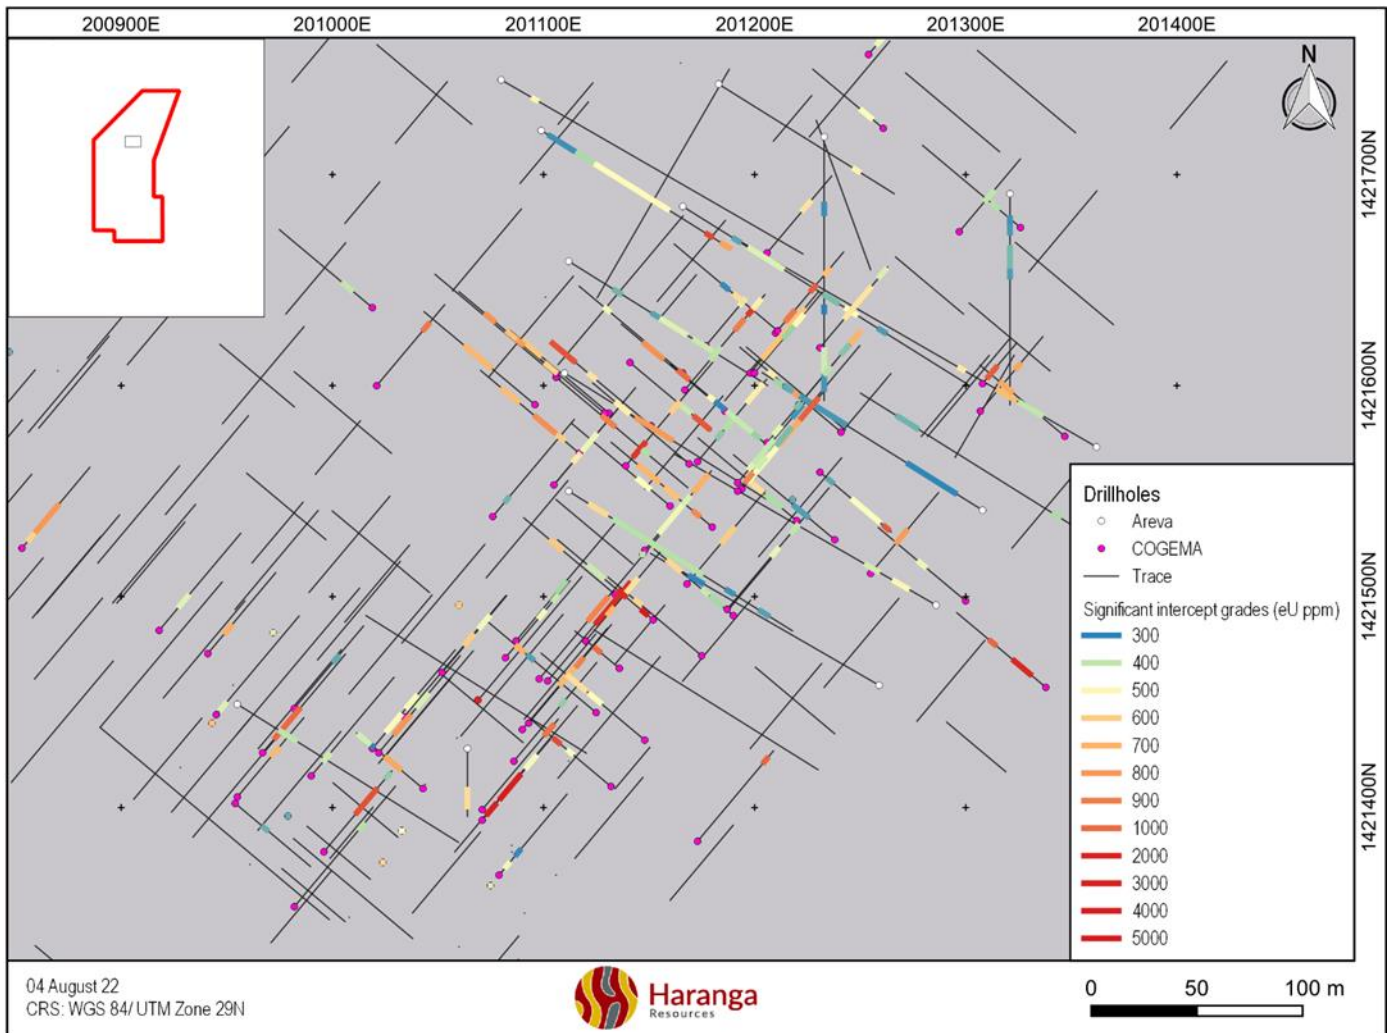 200900E 201000E 201100E 201200E 201300E 201400E
N
1421700N
1421600N
1421500N
1421400N
Drillholes
Areva
COGEMA
Trace
Significant intercept grades (eU ppm)
300
400
500
600
700
800
900
1000
2000
3000
4000
5000
04 August 22
CRS: WGS 84/ UTM Zone 29N
Haranga
Resources
0 50 100 m